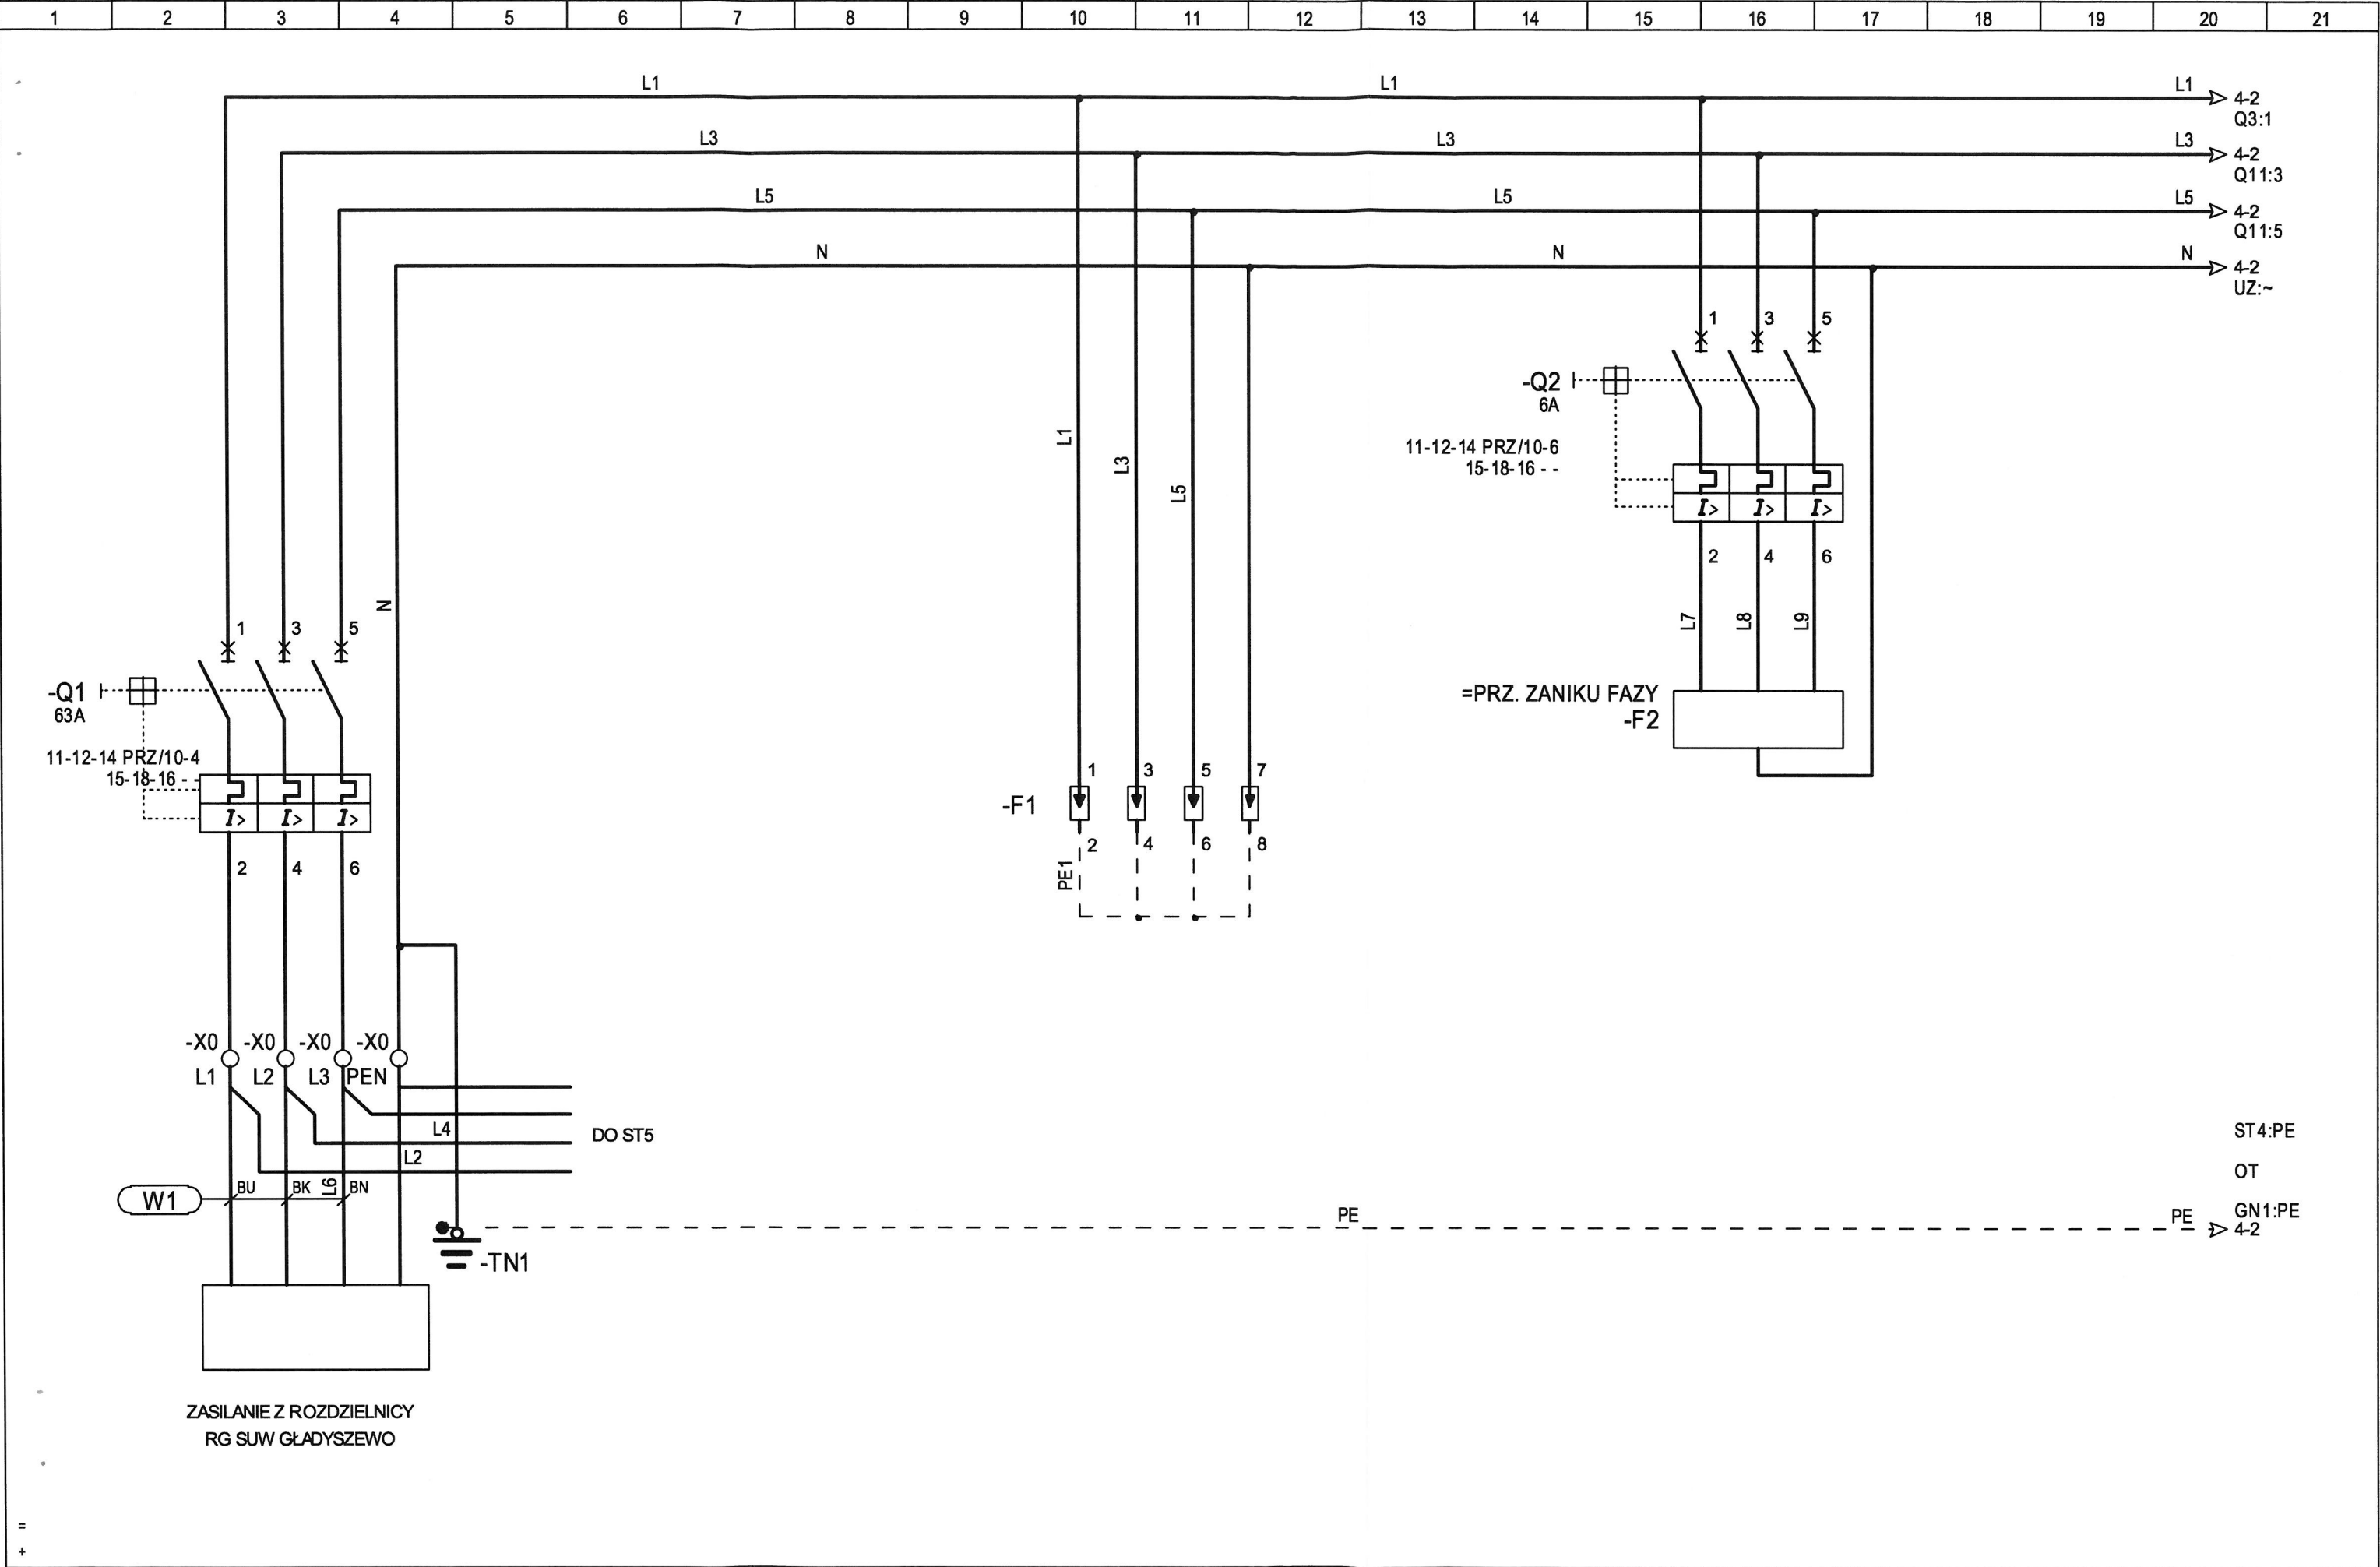 1 2 3 4 5 6 7 8 9 10 11 12 13 14 15 16 17 18 19 20 21
L1 L1 L1 4-2
Q3:1
L3 L3 L3 4-2
Q11:3
L5 L5 L5 4-2
Q11:5
N N N 4-2
UZ:~
1 3 5
-Q2
6A
11-12-14 PRZ/10-6
15-18-16 - -
I> I> I>
2 4 6
L7 L8 L9
=PRZ. ZANIKU FAZY
-F2
L1
L3
L5
N
1 3 5
-Q1
63A
11-12-14 PRZ/10-4
15-18-16 - -
I> I> I>
2 4 6
1 3 5 7
-F1
2 4 6 8
PE1
-X0 -X0 -X0 -X0
L1 L2 L3 PEN
L4
L2
DO ST5
W1
BU BK L6 BN
-TN1
PE PE
ST4:PE
OT
GN1:PE
4-2
ZASILANIE Z ROZDZIELNICY
RG SUW GŁADYSZEWO
=
+